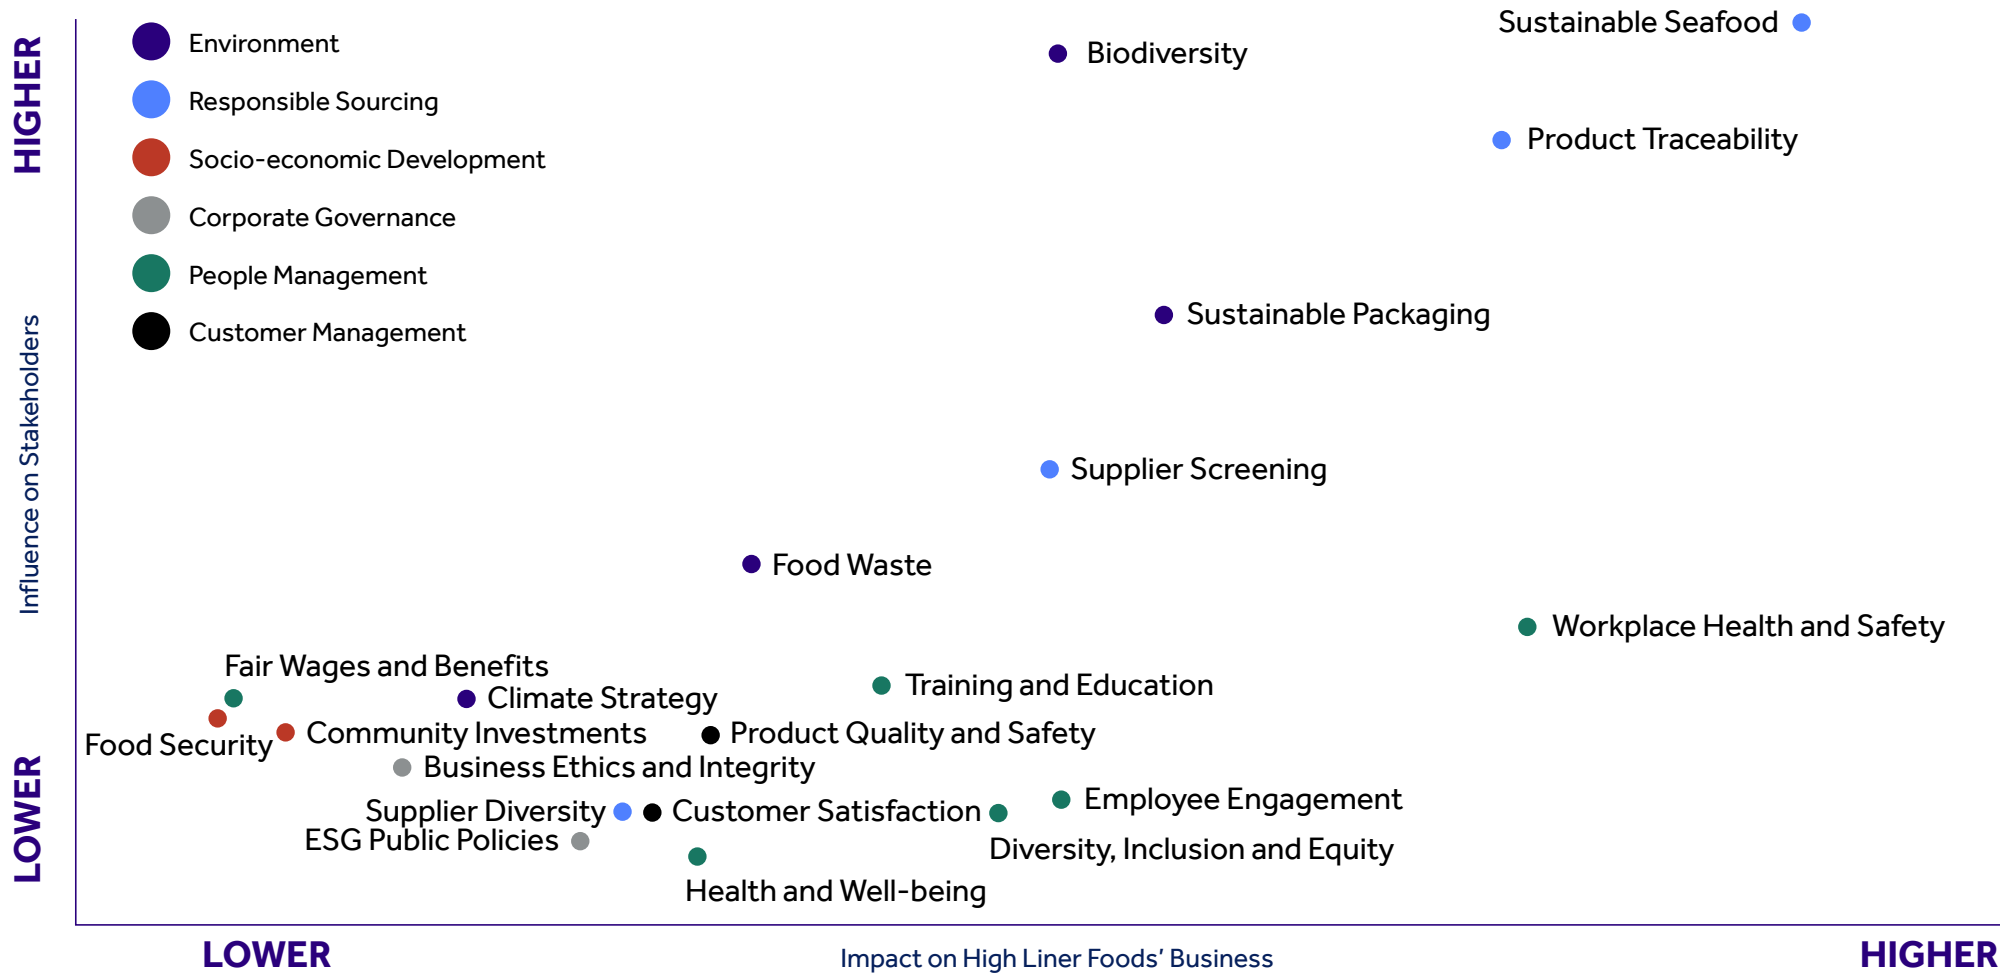 HIGHER
Influence on Stakeholders
LOWER
Environment
Responsible Sourcing
Socio-economic Development
Corporate Governance
People Management
Customer Management
Sustainable Seafood
Biodiversity
Product Traceability
Sustainable Packaging
Supplier Screening
Food Waste
Workplace Health and Safety
Fair Wages and Benefits
Training and Education
Climate Strategy
Community Investments
Product Quality and Safety
Food Security
Business Ethics and Integrity
Employee Engagement
Supplier Diversity
Customer Satisfaction
ESG Public Policies
Diversity, Inclusion and Equity
Health and Well-being
LOWER
Impact on High Liner Foods’ Business
HIGHER